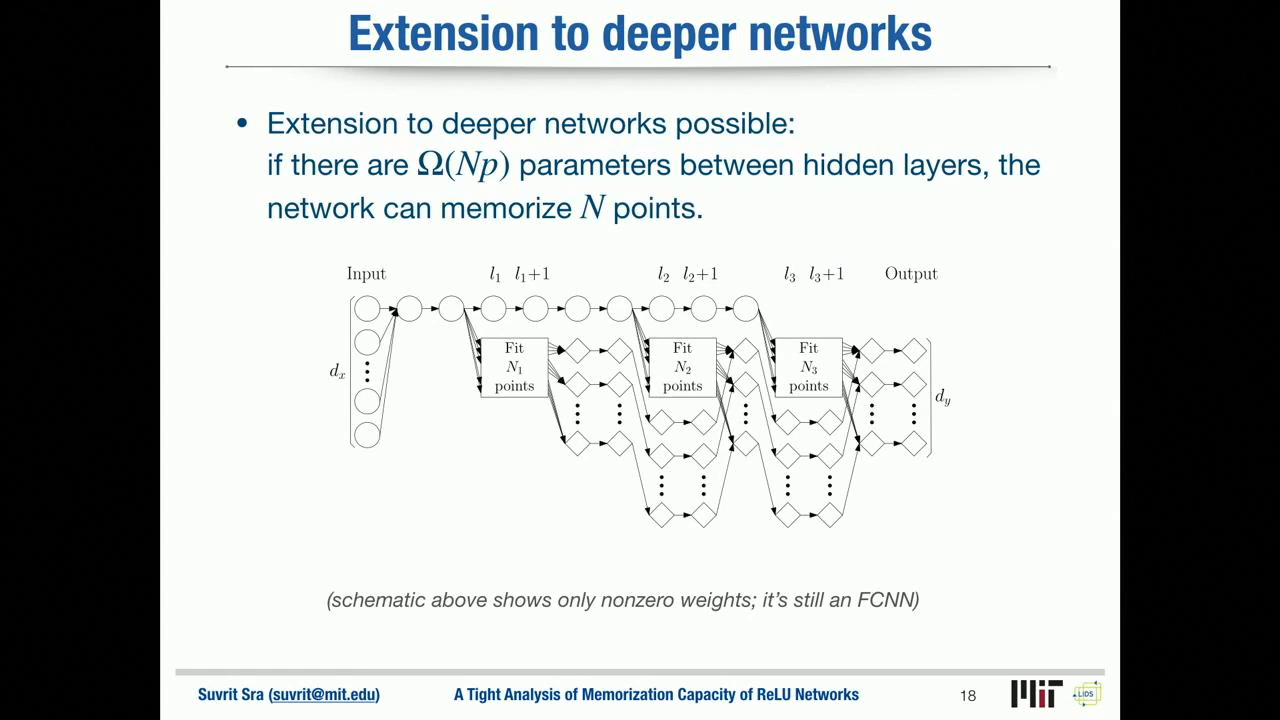 Extension to deeper networks
• Extension to deeper networks possible:
if there are Ω(Np) parameters between hidden layers, the
network can memorize N points.
Input l₁ l₁+1 l₂ l₂+1 l₃ l₃+1 Output
dₓ
Fit
N₁
points
Fit
N₂
points
Fit
N₃
points
d_y
(schematic above shows only nonzero weights; it's still an FCNN)
Suvrit Sra (suvrit@mit.edu) A Tight Analysis of Memorization Capacity of ReLU Networks 18 MIT LIDS